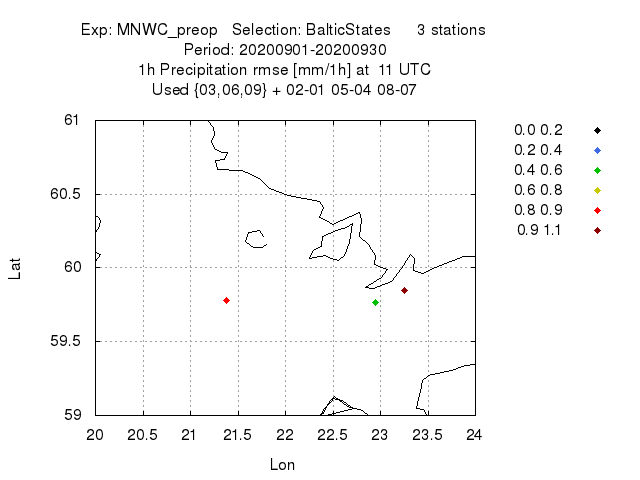 Exp: MNWC_preop   Selection: BalticStates      3 stations
Period: 20200901-20200930
1h Precipitation rmse [mm/1h] at  11 UTC
Used {03,06,09} + 02-01 05-04 08-07
61
60.5
60
59.5
59
Lat
20 20.5 21 21.5 22 22.5 23 23.5 24
Lon
0.0 0.2
0.2 0.4
0.4 0.6
0.6 0.8
0.8 0.9
0.9 1.1